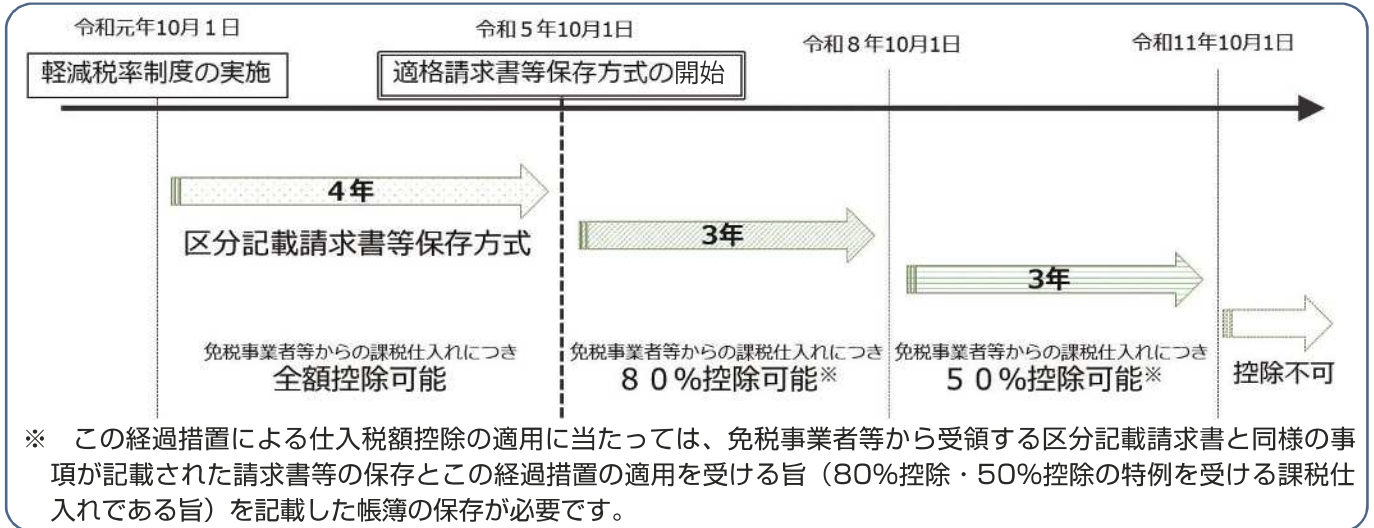 令和元年10月１日
令和５年10月1日
令和８年10月1日
令和11年10月1日
軽減税率制度の実施
適格請求書等保存方式の開始
４年
区分記載請求書等保存方式
3年
3年
免税事業者等からの課税仕入れにつき
全額控除可能
免税事業者等からの課税仕入れにつき
８０％控除可能※
免税事業者等からの課税仕入れにつき
５０％控除可能※
控除不可
※　この経過措置による仕入税額控除の適用に当たっては、免税事業者等から受領する区分記載請求書と同様の事
項が記載された請求書等の保存とこの経過措置の適用を受ける旨（80％控除・50％控除の特例を受ける課税仕
入れである旨）を記載した帳簿の保存が必要です。